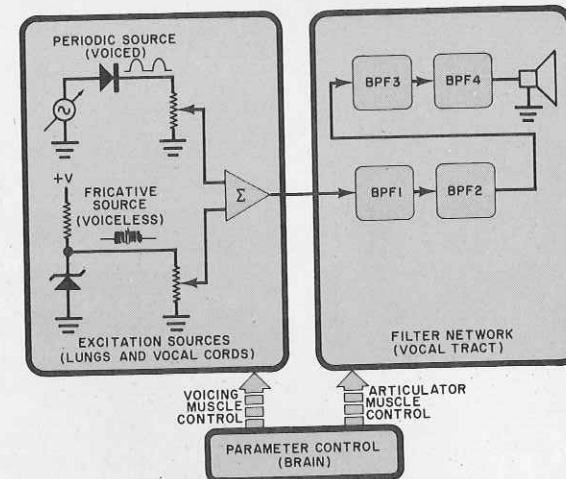 PERIODIC SOURCE
(VOICED)
+V
FRICATIVE
SOURCE
(VOICELESS)
Σ
EXCITATION SOURCES
(LUNGS AND VOCAL CORDS)
BPF3
BPF4
BPF1
BPF2
FILTER NETWORK
(VOCAL TRACT)
VOICING
MUSCLE
CONTROL
ARTICULATOR
MUSCLE
CONTROL
PARAMETER CONTROL
(BRAIN)